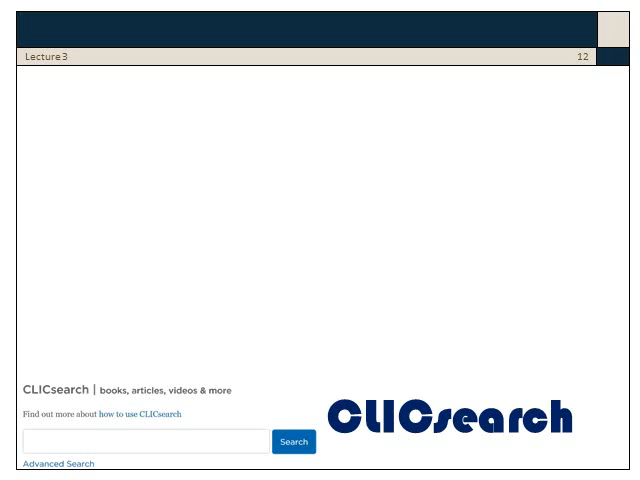 Lecture 3 12
CLICsearch | books, articles, videos & more
Find out more about how to use CLICsearch
CLICsearch
Search
Advanced Search